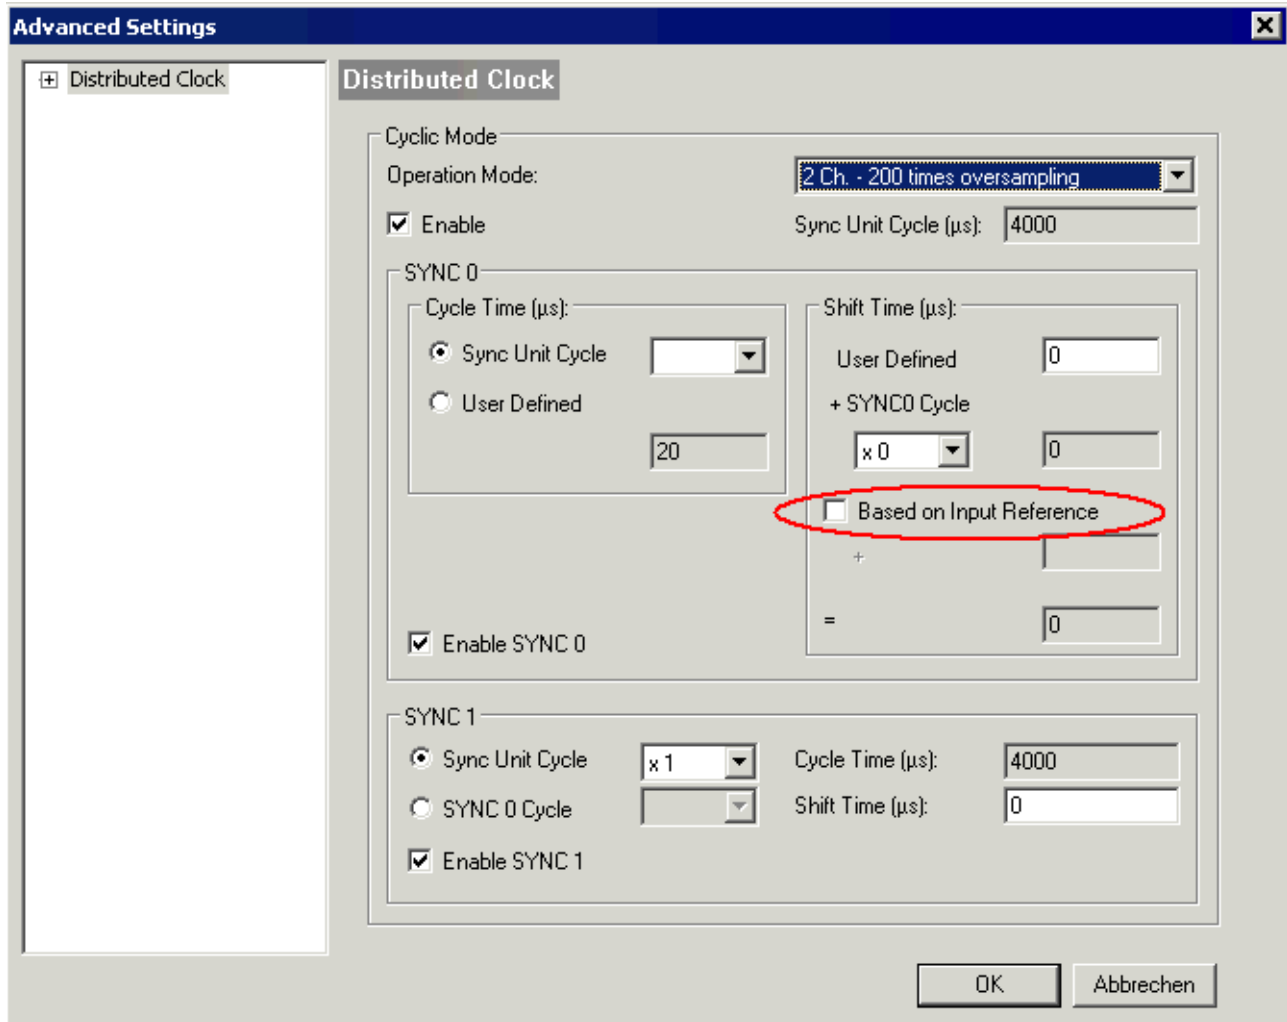 Advanced Settings
Distributed Clock
Distributed Clock
Cyclic Mode
Operation Mode: 2 Ch. - 200 times oversampling
Enable Sync Unit Cycle (µs): 4000
SYNC 0
Cycle Time (µs): Shift Time (µs):
Sync Unit Cycle User Defined 0
User Defined + SYNC0 Cycle
20 x 0 0
Based on Input Reference
+
= 0
Enable SYNC 0
SYNC 1
Sync Unit Cycle x 1 Cycle Time (µs): 4000
SYNC 0 Cycle Shift Time (µs): 0
Enable SYNC 1
OK Abbrechen